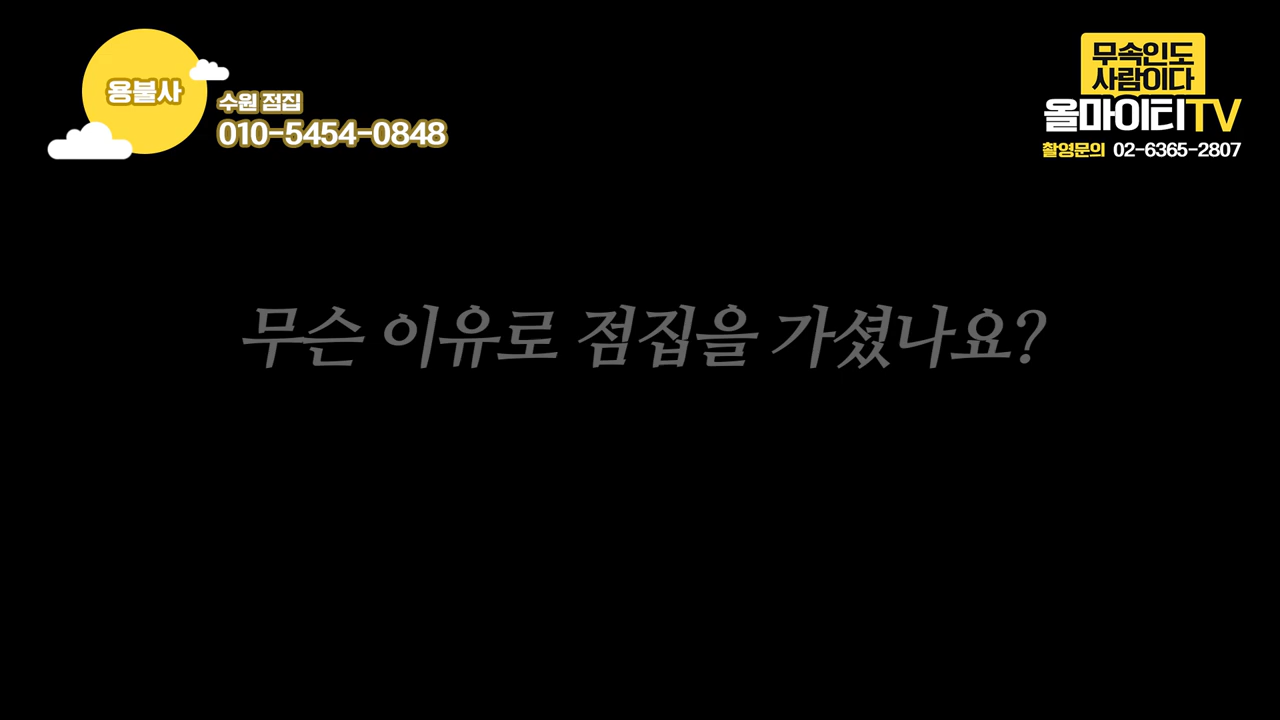 용불사
수원 점집
010-5454-0848
무속인도
사람이다
올마이티TV
촬영문의 02-6365-2807
무슨 이유로 점집을 가셨나요?